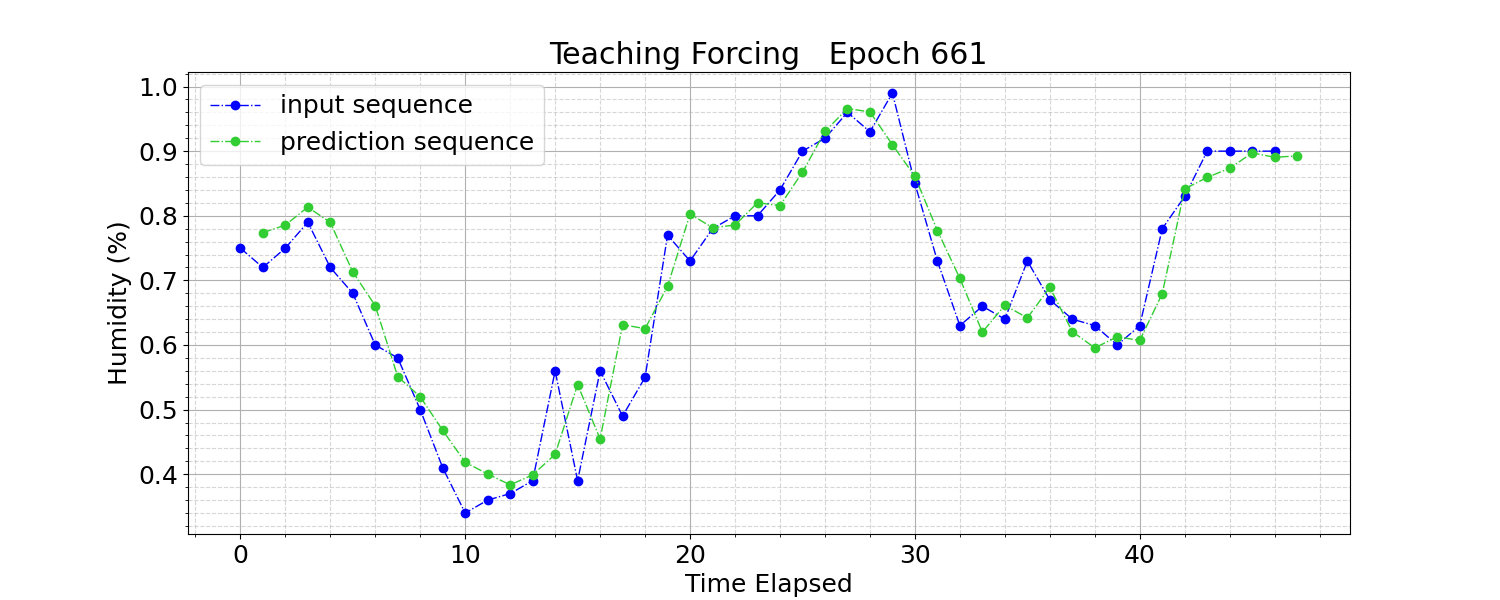 Teaching Forcing   Epoch 661
input sequence
prediction sequence
Humidity (%)
1.0
0.9
0.8
0.7
0.6
0.5
0.4
0 10 20 30 40
Time Elapsed